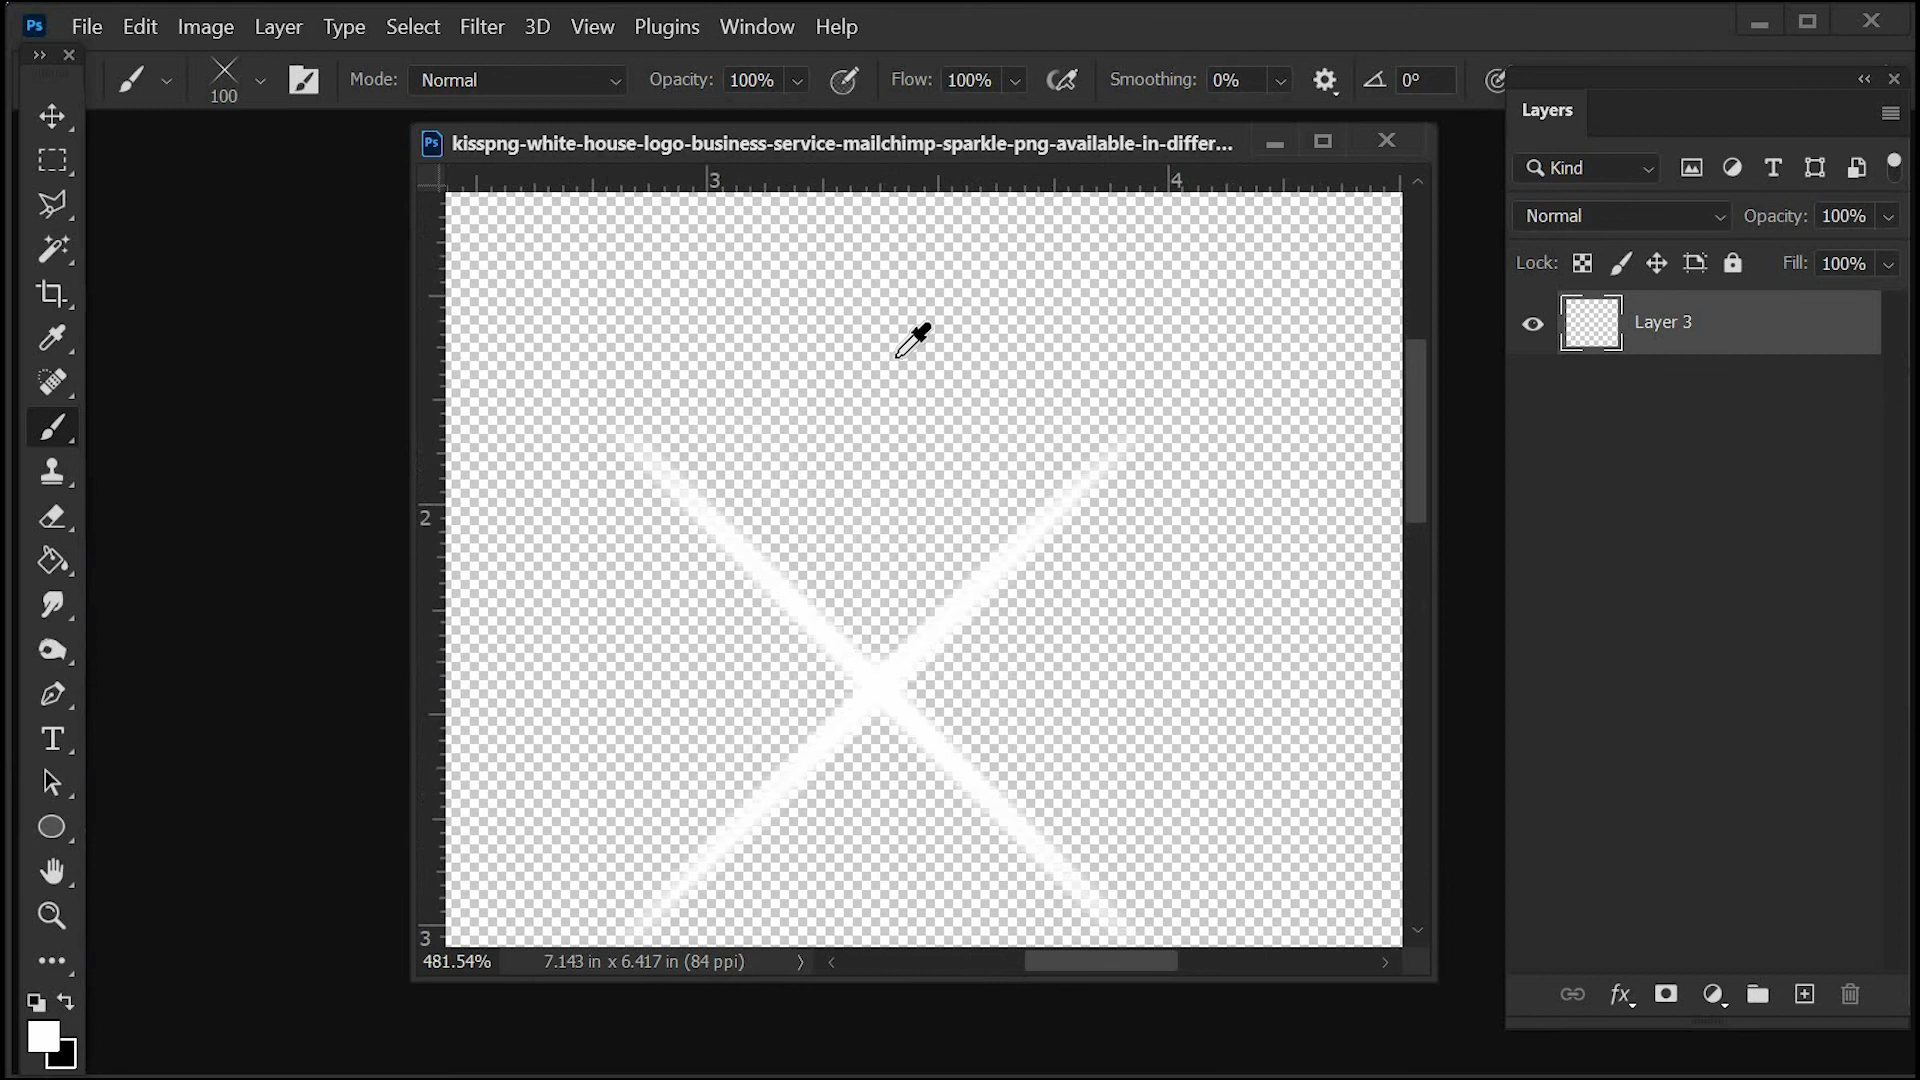 Ps File Edit Image Layer Type Select Filter 3D View Plugins Window Help
100 Mode: Normal Opacity: 100% Flow: 100% Smoothing: 0% 0°
Layers
Ps kisspng-white-house-logo-business-service-mailchimp-sparkle-png-available-in-differ...
Kind
3 4
Normal Opacity: 100%
Lock: Fill: 100%
Layer 3
2
3
481.54% 7.143 in x 6.417 in (84 ppi)
fx